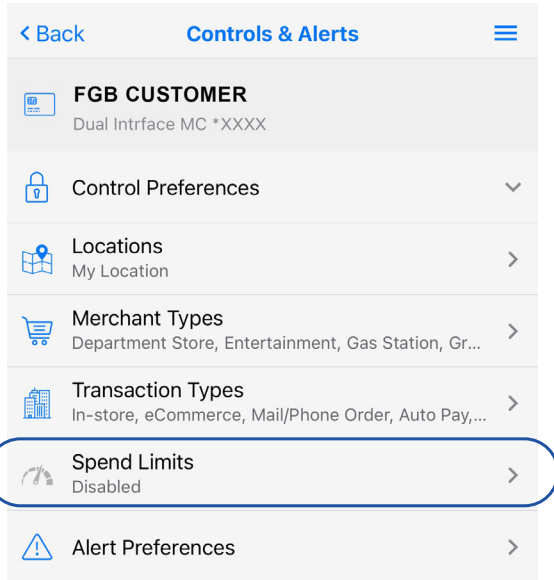 Back
Controls & Alerts
FGB CUSTOMER
Dual Intrface MC *XXXX
Control Preferences
Locations
My Location
Merchant Types
Department Store, Entertainment, Gas Station, Gr...
Transaction Types
In-store, eCommerce, Mail/Phone Order, Auto Pay,...
Spend Limits
Disabled
Alert Preferences